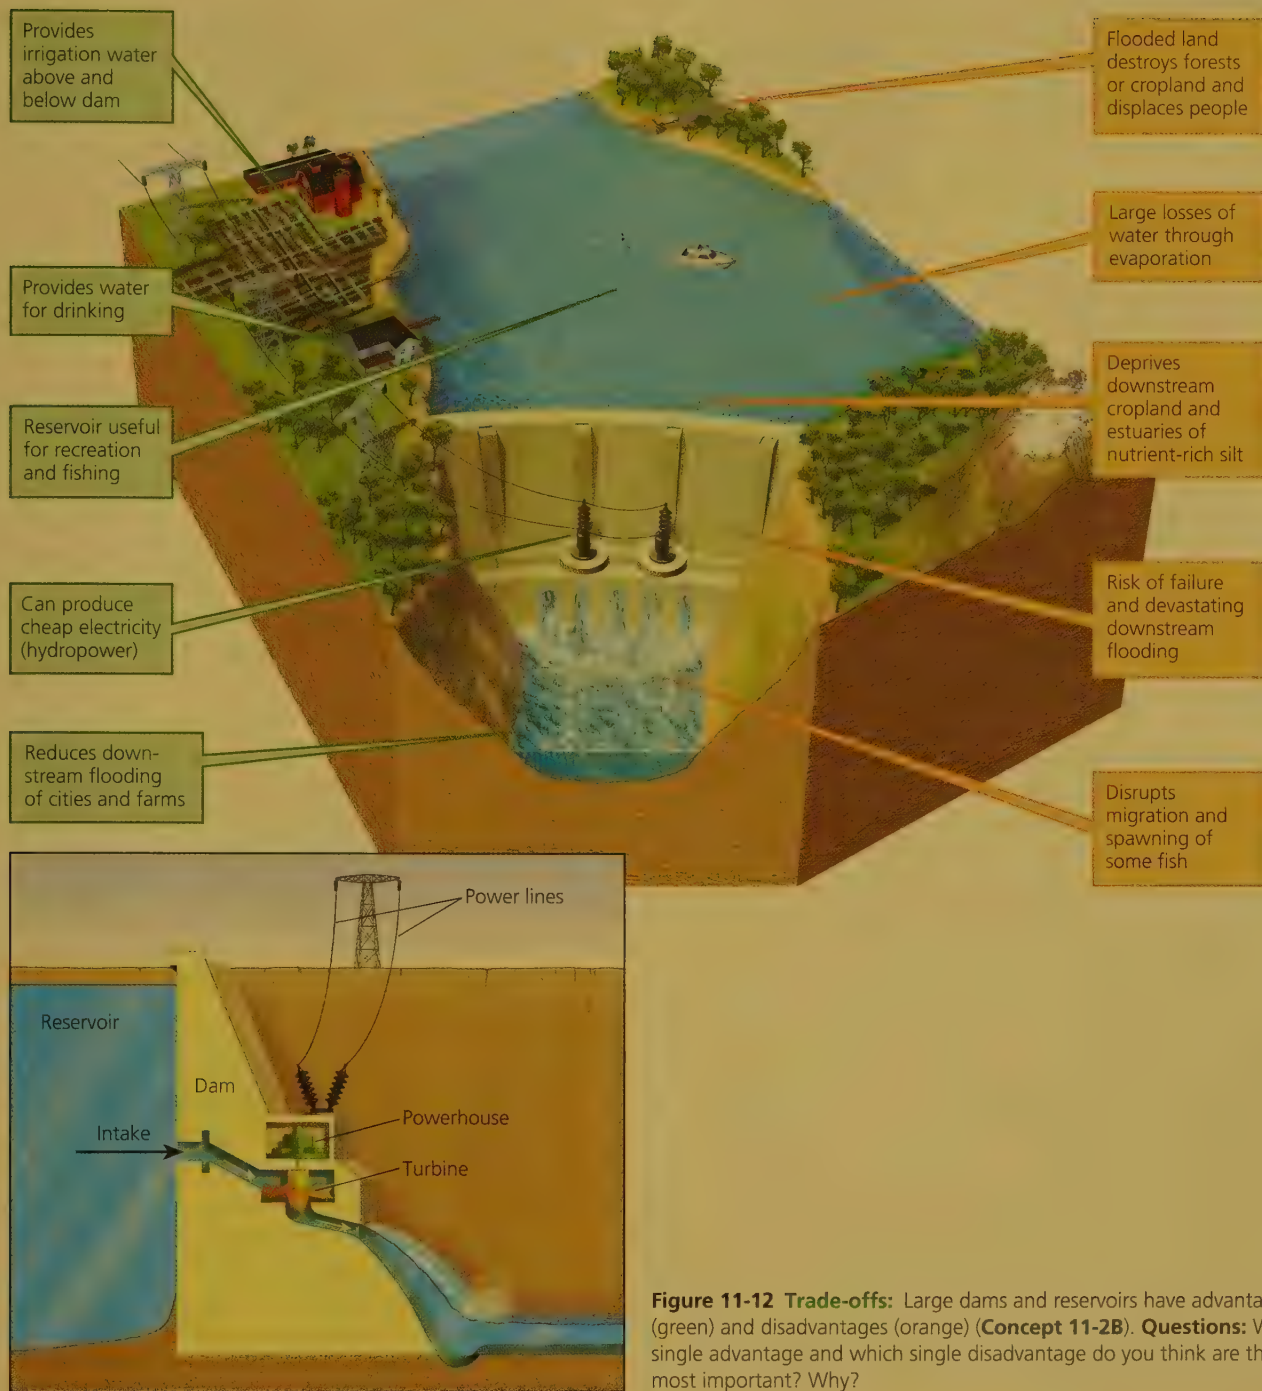 Provides
irrigation water
above and
below dam
Provides water
for drinking
Reservoir useful
for recreation
and fishing
Can produce
cheap electricity
(hydropower)
Reduces down-
stream flooding
of cities and farms
Flooded land
destroys forests
or cropland and
displaces people
Large losses of
water through
evaporation
Deprives
downstream
cropland and
estuaries of
nutrient-rich silt
Risk of failure
and devastating
downstream
flooding
Disrupts
migration and
spawning of
some fish
Power lines
Reservoir
Dam
Intake
Powerhouse
Turbine
Figure 11-12 Trade-offs: Large dams and reservoirs have
(green) and disadvantages (orange) (Concept 11-2B). Questions:
single advantage and which single disadvantage do you think are
most important? Why?